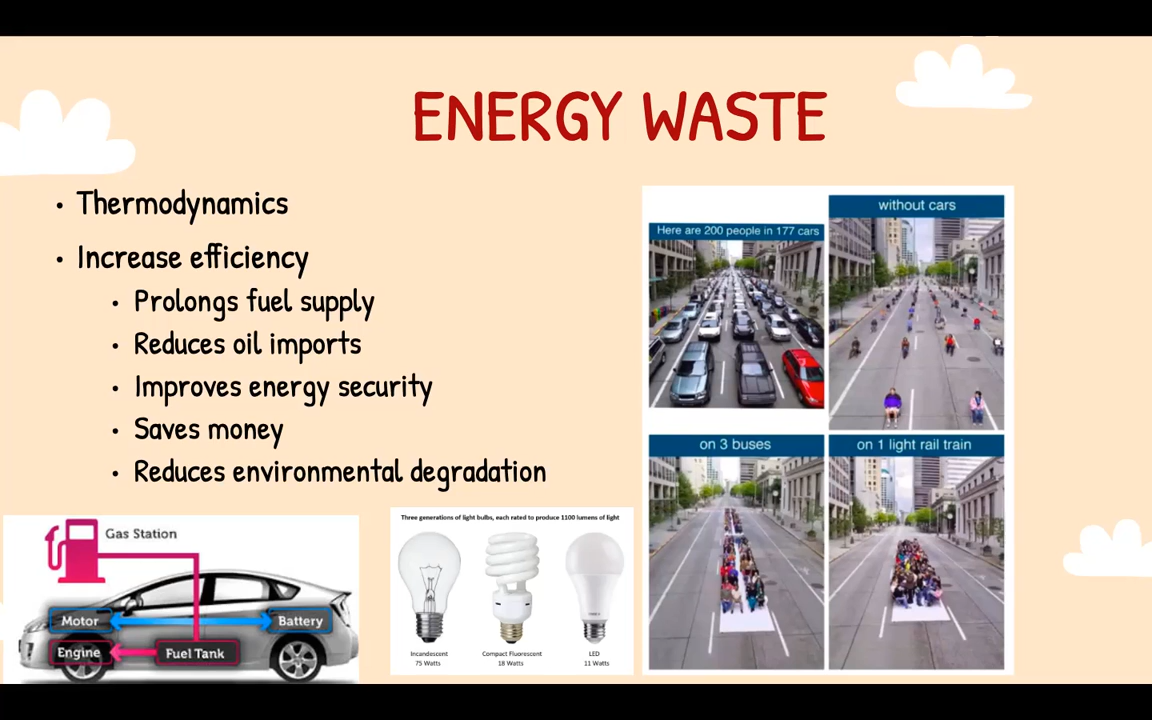 ENERGY WASTE
• Thermodynamics
• Increase efficiency
• Prolongs fuel supply
• Reduces oil imports
• Improves energy security
• Saves money
• Reduces environmental degradation
Gas Station
Motor
Battery
Engine
Fuel Tank
Three generations of light bulbs, each rated to produce 1100 lumens of light
Incandescent
75 Watts
Compact Fluorescent
18 Watts
LED
11 Watts
Here are 200 people in 177 cars
without cars
on 3 buses
on 1 light rail train